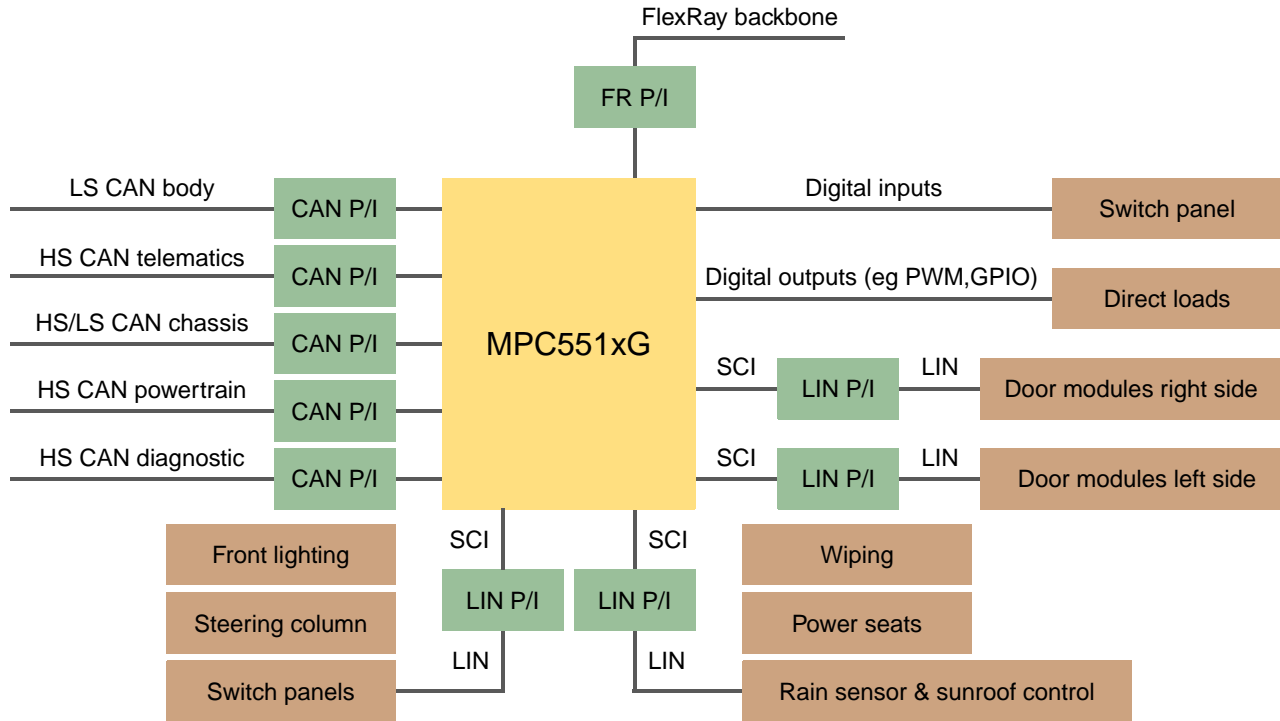 FlexRay backbone
FR P/I
LS CAN body
CAN P/I
Digital inputs
Switch panel
HS CAN telematics
CAN P/I
Digital outputs (eg PWM,GPIO)
Direct loads
HS/LS CAN chassis
CAN P/I
MPC551xG
SCI
LIN P/I
LIN
Door modules right side
HS CAN powertrain
CAN P/I
HS CAN diagnostic
CAN P/I
SCI
LIN P/I
LIN
Door modules left side
Front lighting
SCI
SCI
Wiping
Steering column
LIN P/I
LIN P/I
Power seats
Switch panels
LIN
LIN
Rain sensor & sunroof control